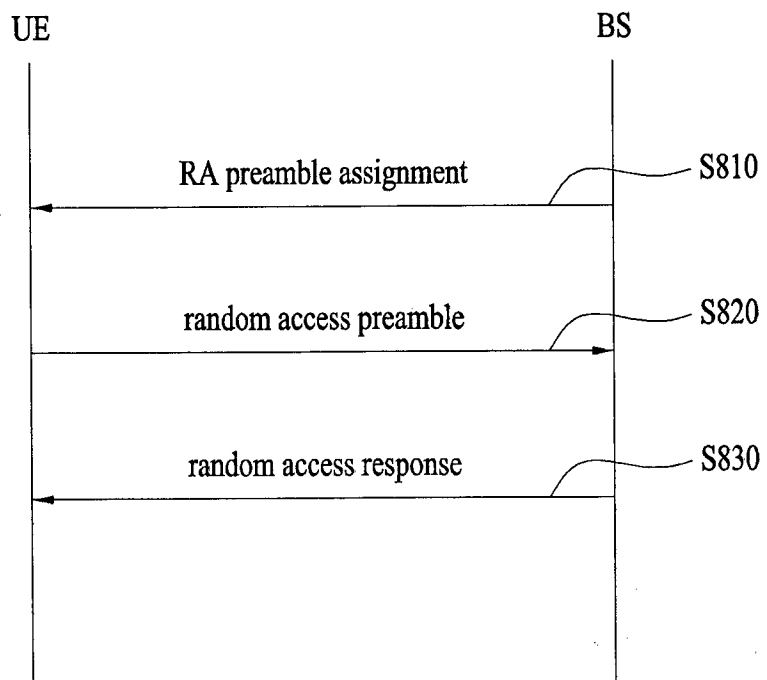 UE
BS
RA preamble assignment
S810
random access preamble
S820
random access response
S830